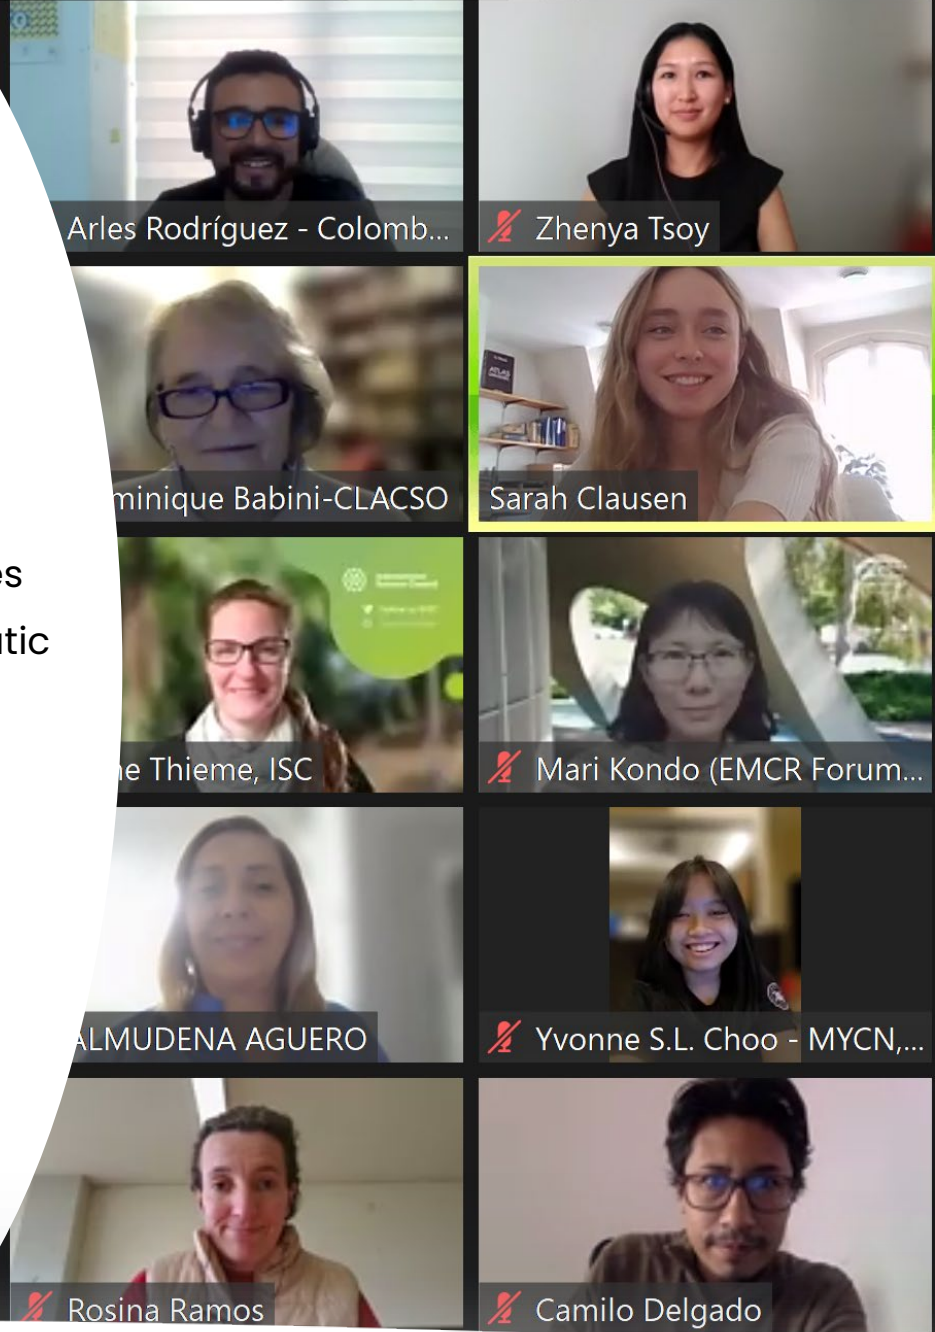 Arles Rodríguez - Colomb...
Zhenya Tsoy
ATLAS
minique Babini-CLACSO
Sarah Clausen
es
tic
ne Thieme, ISC
Mari Kondo (EMCR Forum...
ALMUDENA AGUERO
Yvonne S.L. Choo - MYCN,...
Rosina Ramos
Camilo Delgado